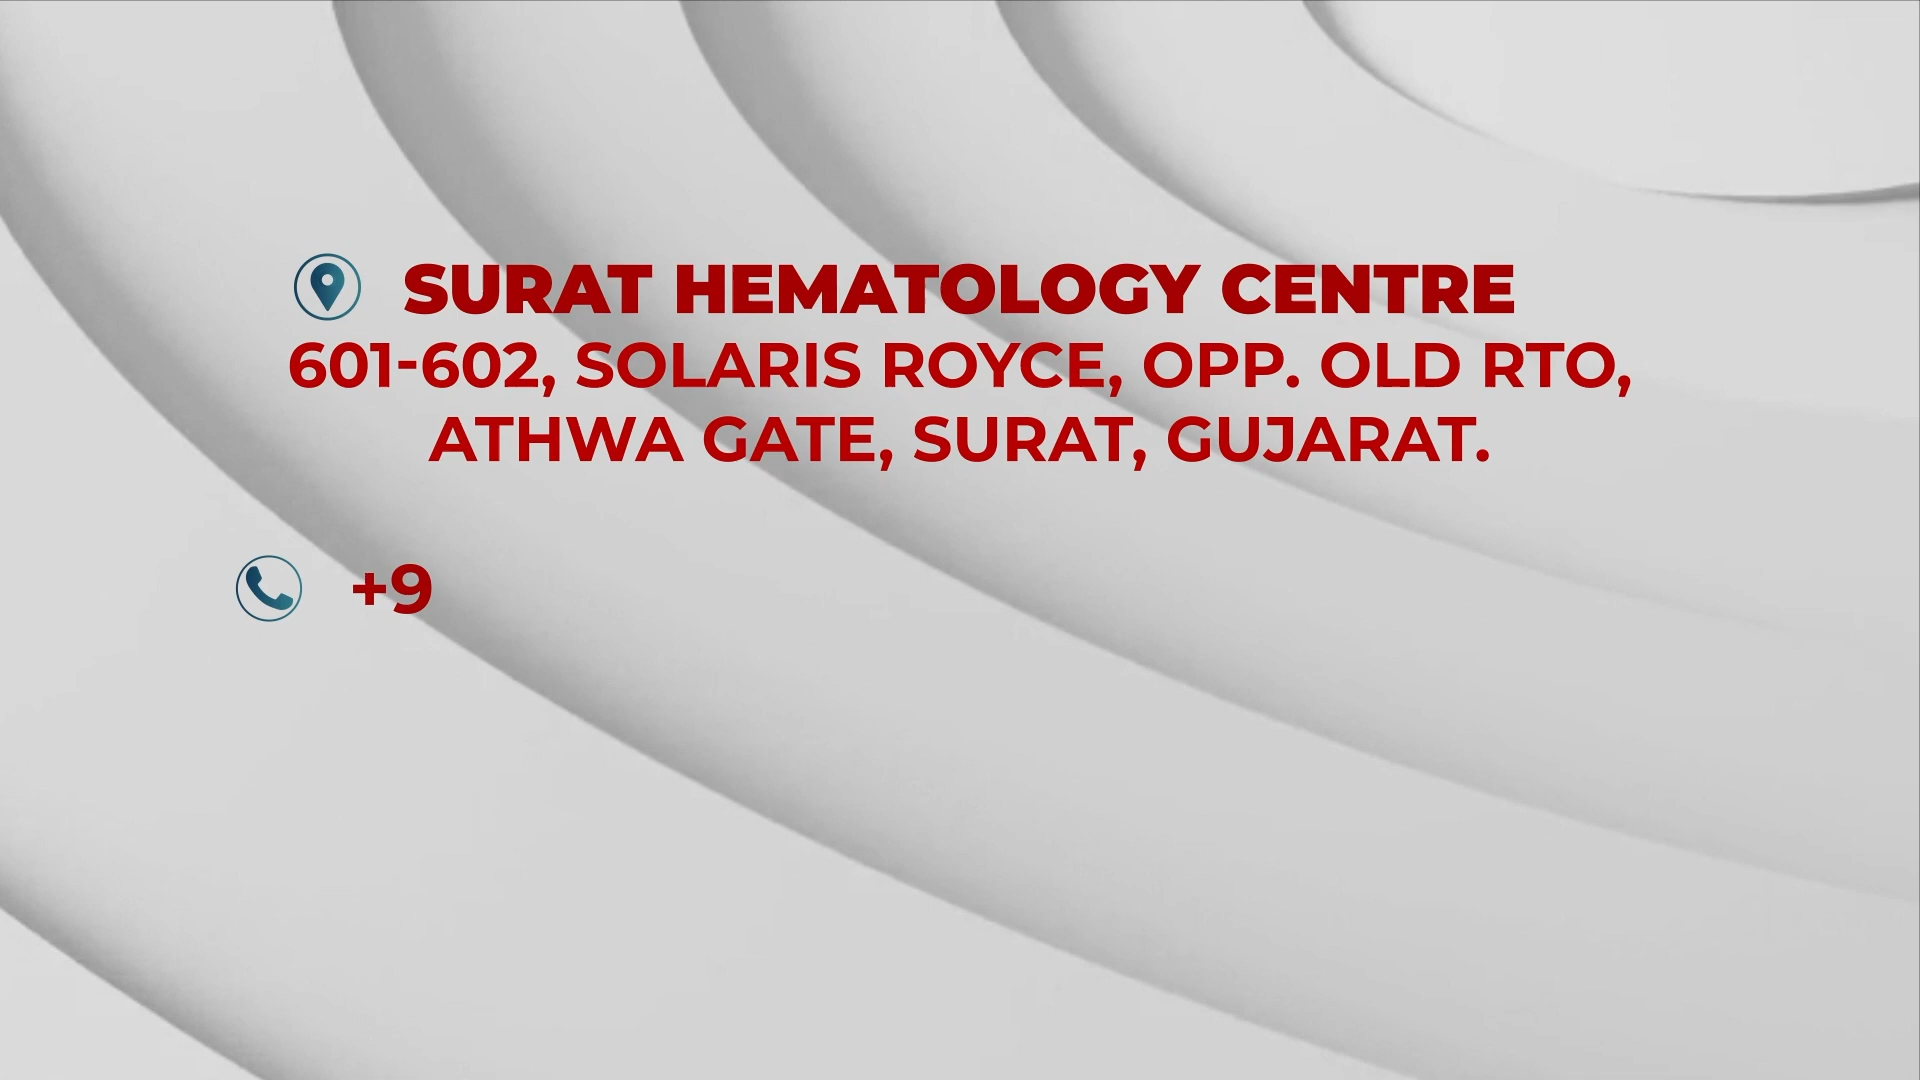 SURAT HEMATOLOGY CENTRE
601-602, SOLARIS ROYCE, OPP. OLD RTO,
ATHWA GATE, SURAT, GUJARAT.
+9